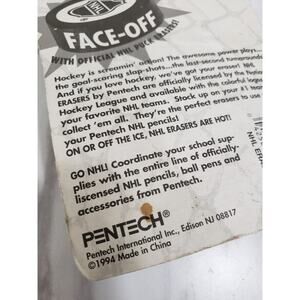 NHL
FACE-OFF
WITH OFFICIAL NHL PUCK ERASERS!
Hockey is screamin' action! The awesome power plays...
the goal-scoring slap-shots...the last-second turnarounds
And if you love hockey, we've got your eraser! NHL
ERASERS by Pentech are officially licensed by the
Hockey League and available with the colorful
your favorite NHL teams. Stock up on your #1 team
collect 'em all. They're the perfect erasers to use
your Pentech NHL pencils!
ON OR OFF THE ICE, NHL ERASERS ARE HOT!
GO NHL! Coordinate your school sup-
plies with the entire line of officially-
liscensed NHL pencils, ball pens and
accessories from Pentech.
PENTECH®
Pentech International Inc., Edison NJ 08817
©1994 Made in China
NHL